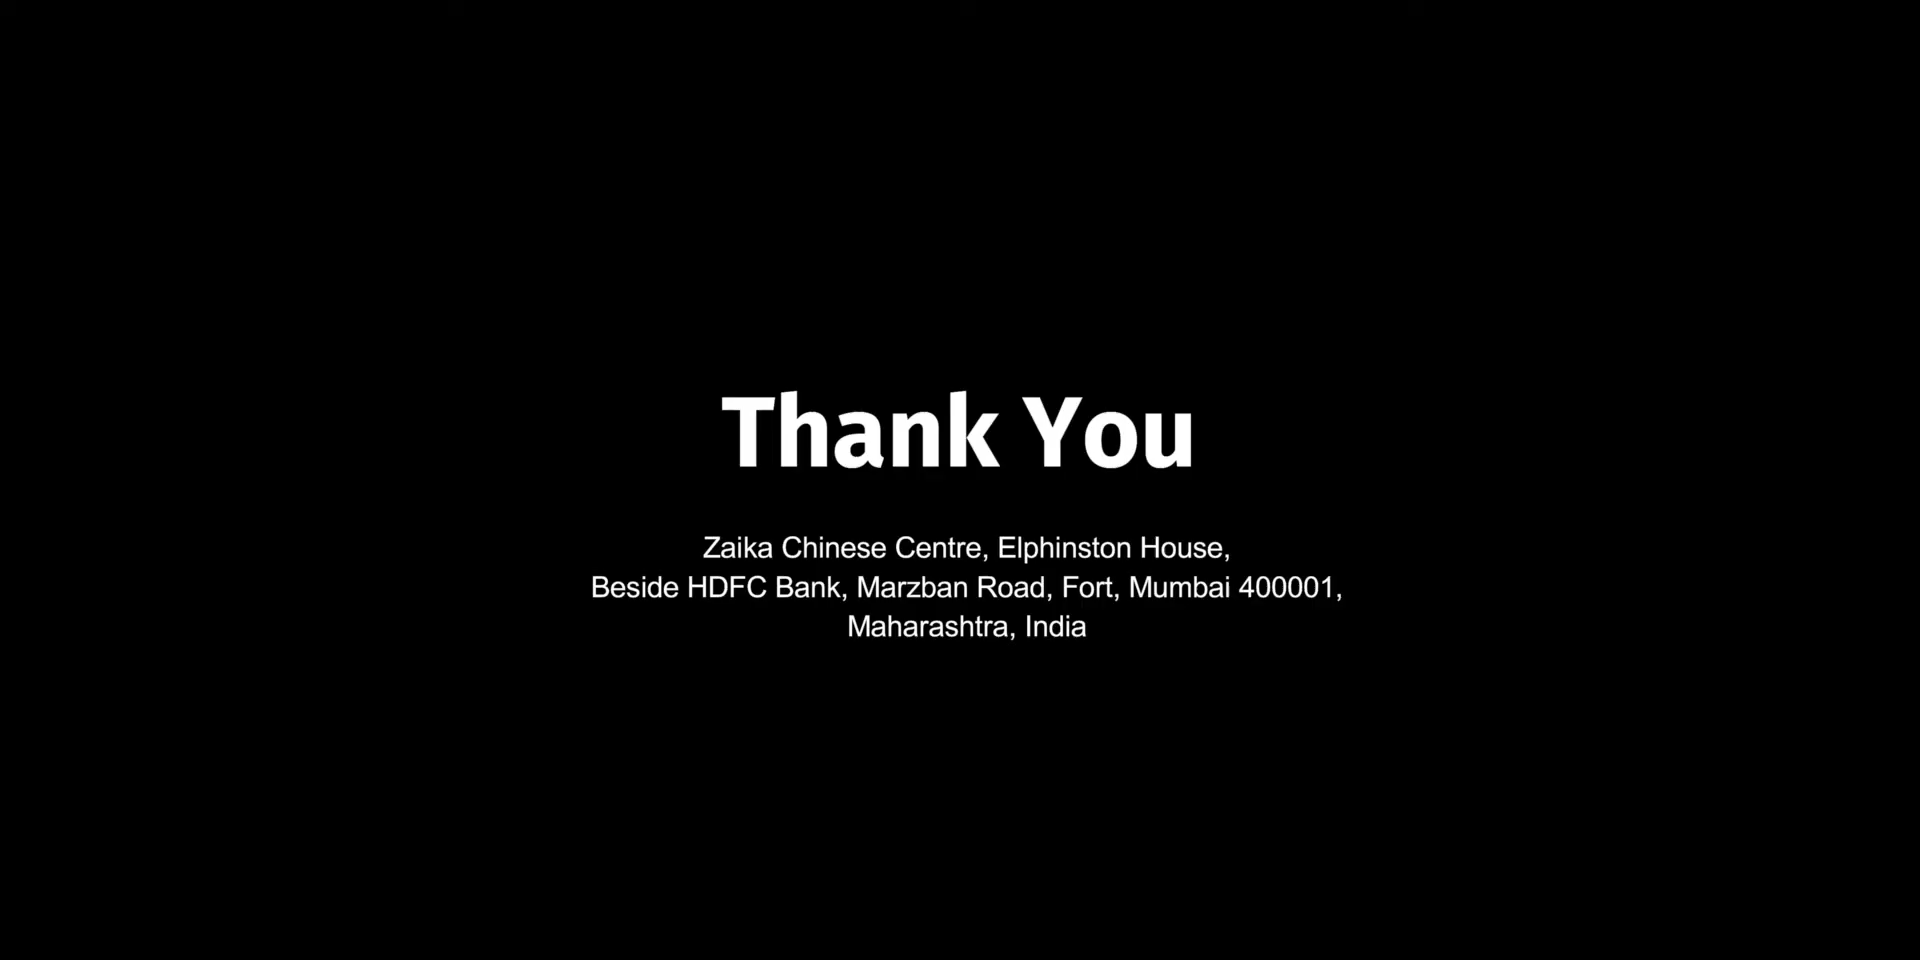 Thank You
Zaika Chinese Centre, Elphinston House,
Beside HDFC Bank, Marzban Road, Fort, Mumbai 400001,
Maharashtra, India